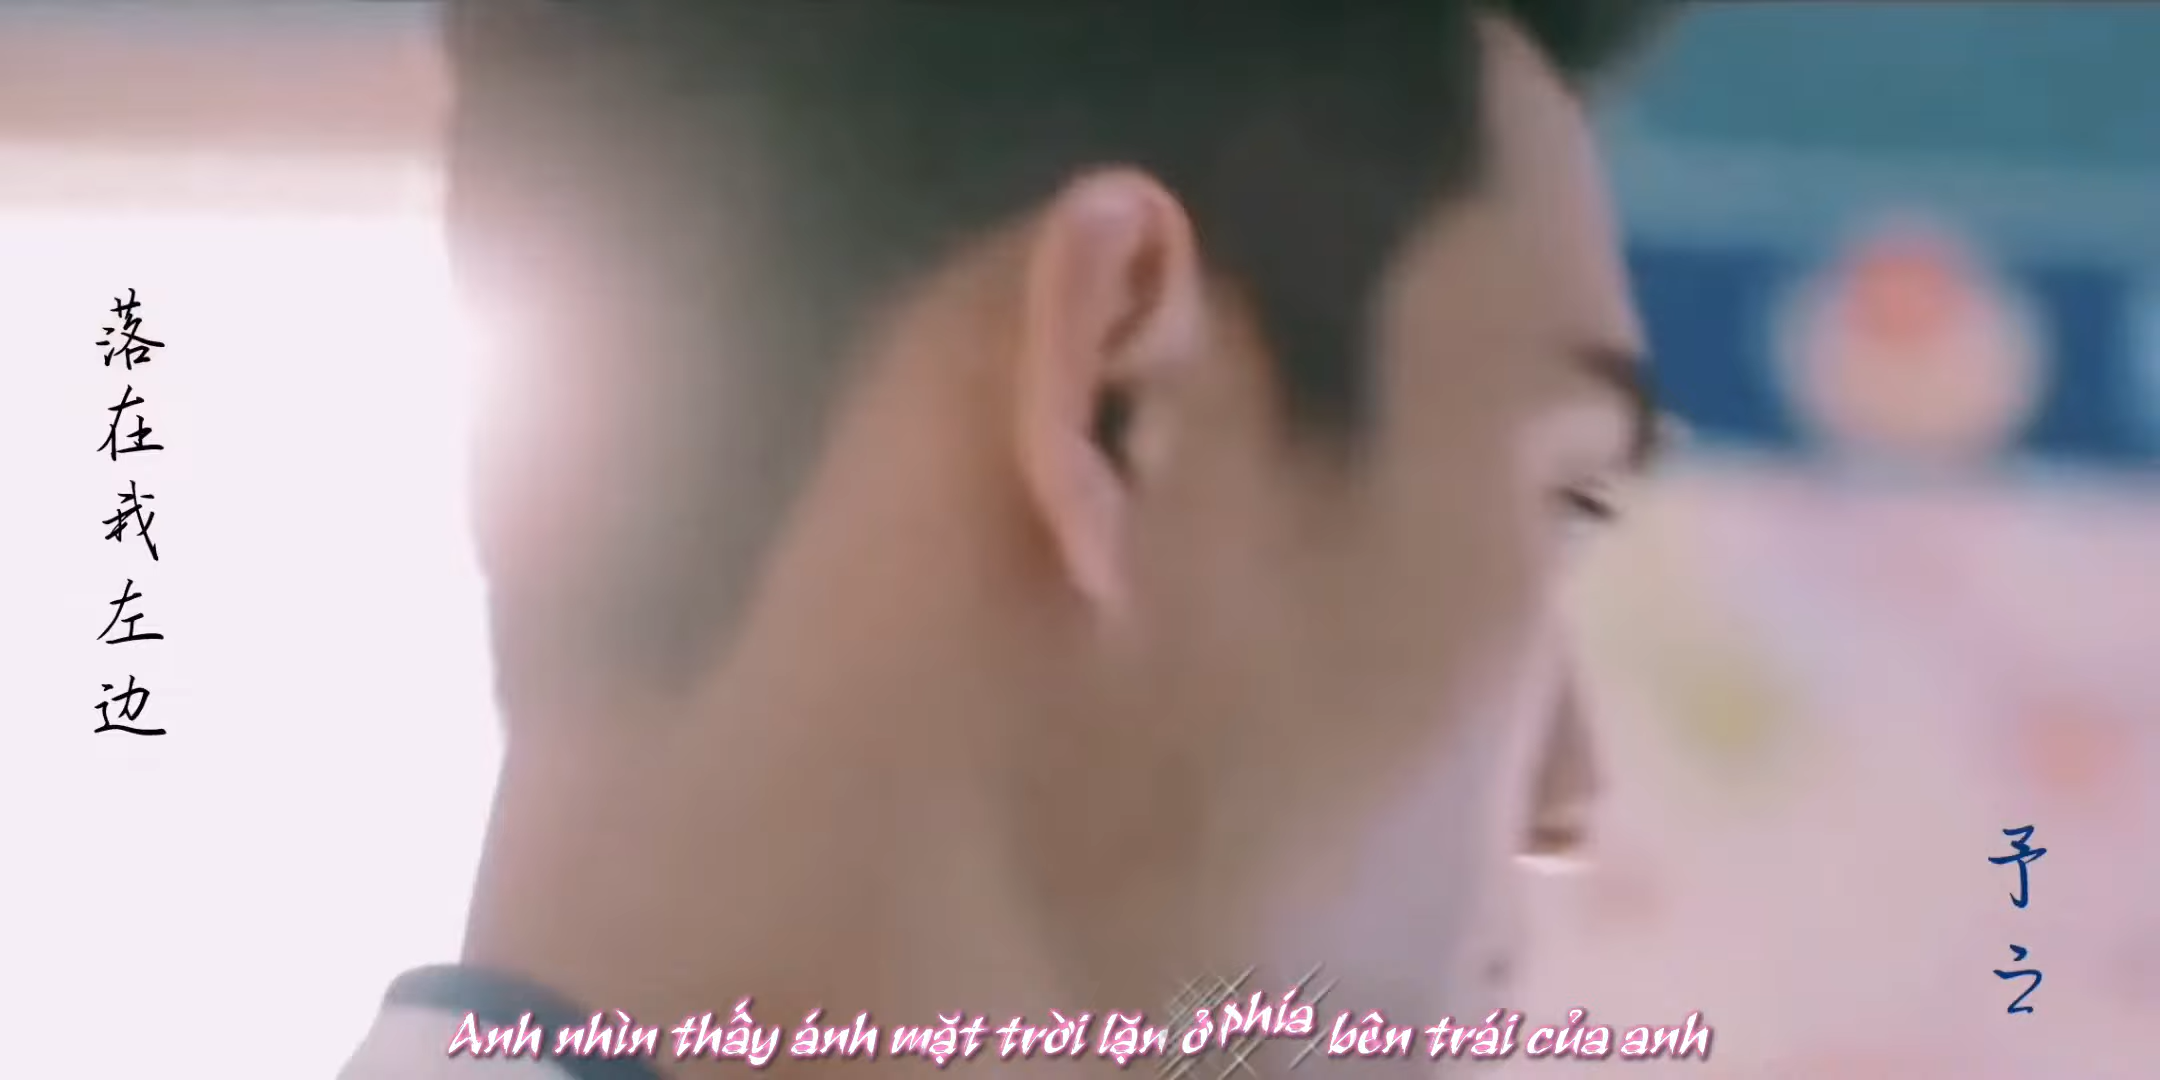 落在我左边
予之
Anh nhìn thấy ánh mặt trời lặn ở phía bên trái của anh